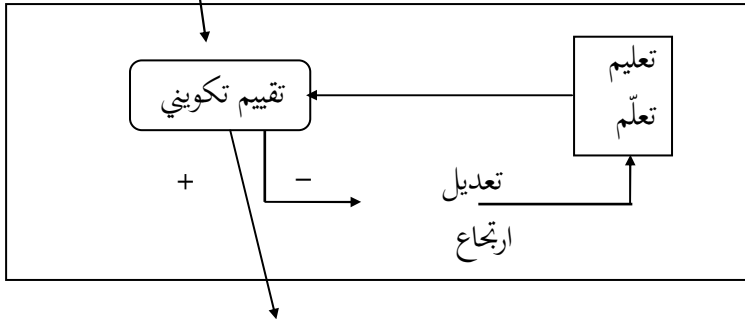 تعليم
تعلّم
تقييم تكويني
+
−
تعديل
ارتجاع